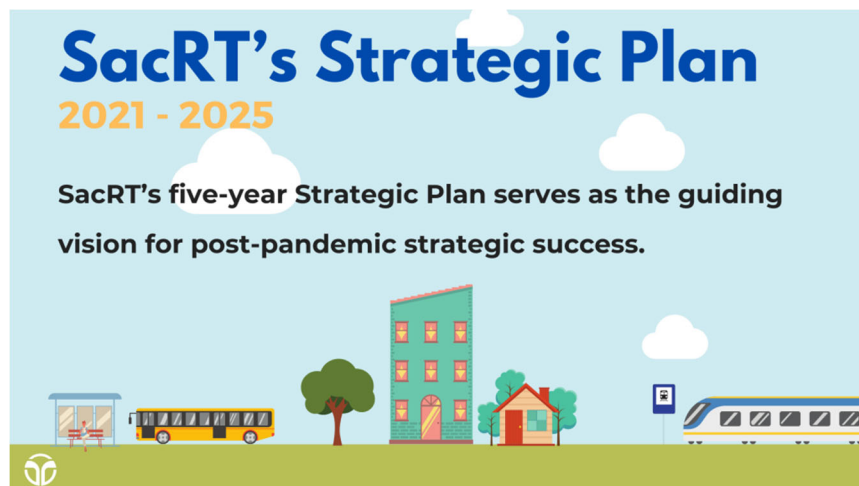 SacRT’s Strategic Plan
2021 - 2025
SacRT’s five-year Strategic Plan serves as the guiding
vision for post-pandemic strategic success.